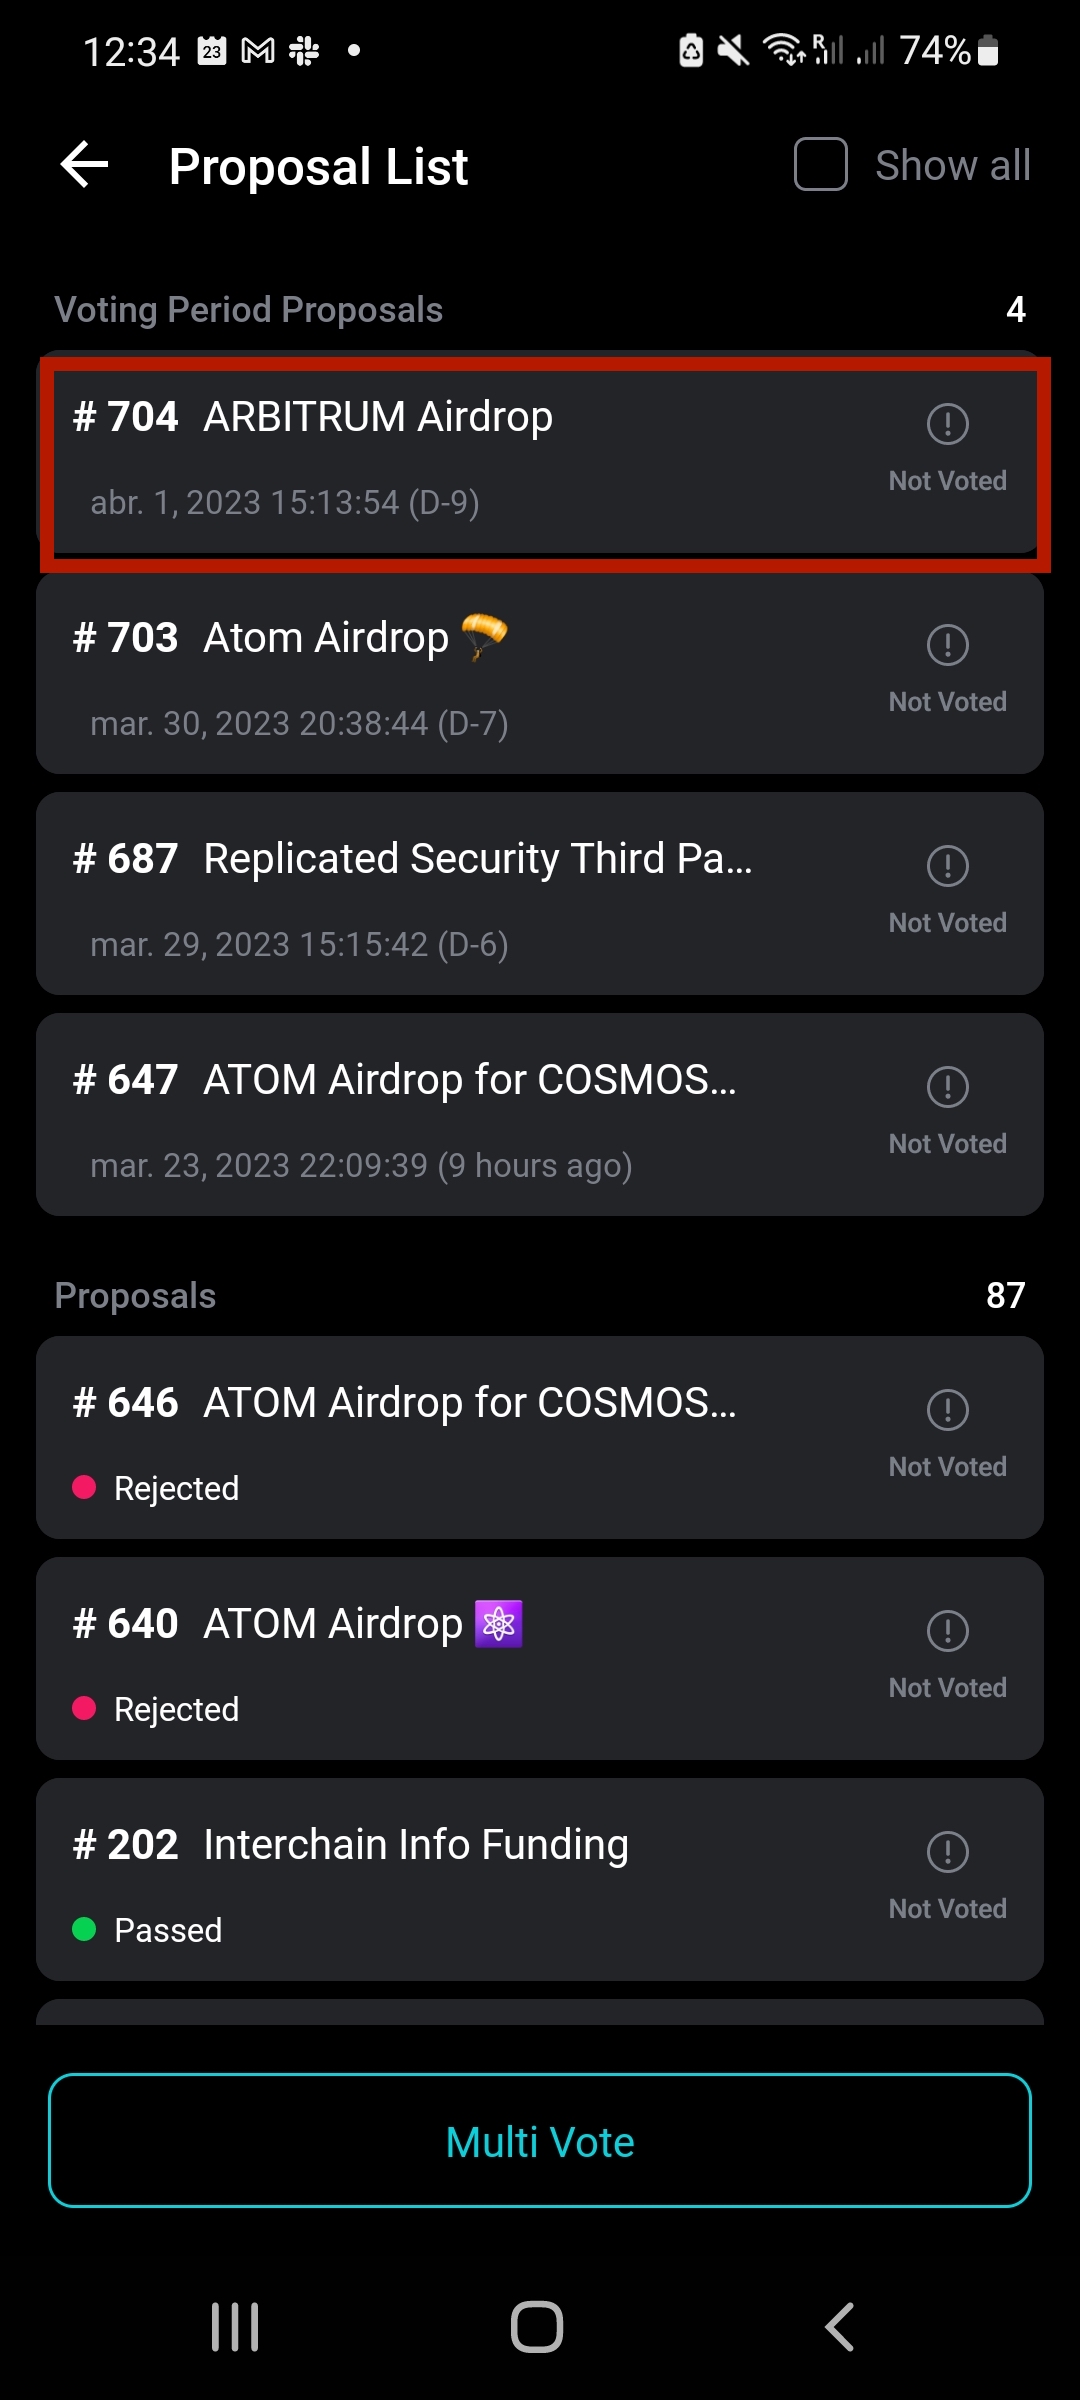 12:34 23 R 74%
Proposal List Show all
Voting Period Proposals 4
# 704 ARBITRUM Airdrop
Not Voted
abr. 1, 2023 15:13:54 (D-9)
# 703 Atom Airdrop 🪂
Not Voted
mar. 30, 2023 20:38:44 (D-7)
# 687 Replicated Security Third Pa...
Not Voted
mar. 29, 2023 15:15:42 (D-6)
# 647 ATOM Airdrop for COSMOS...
Not Voted
mar. 23, 2023 22:09:39 (9 hours ago)
Proposals 87
# 646 ATOM Airdrop for COSMOS...
Not Voted
Rejected
# 640 ATOM Airdrop ⚛️
Not Voted
Rejected
# 202 Interchain Info Funding
Not Voted
Passed
Multi Vote